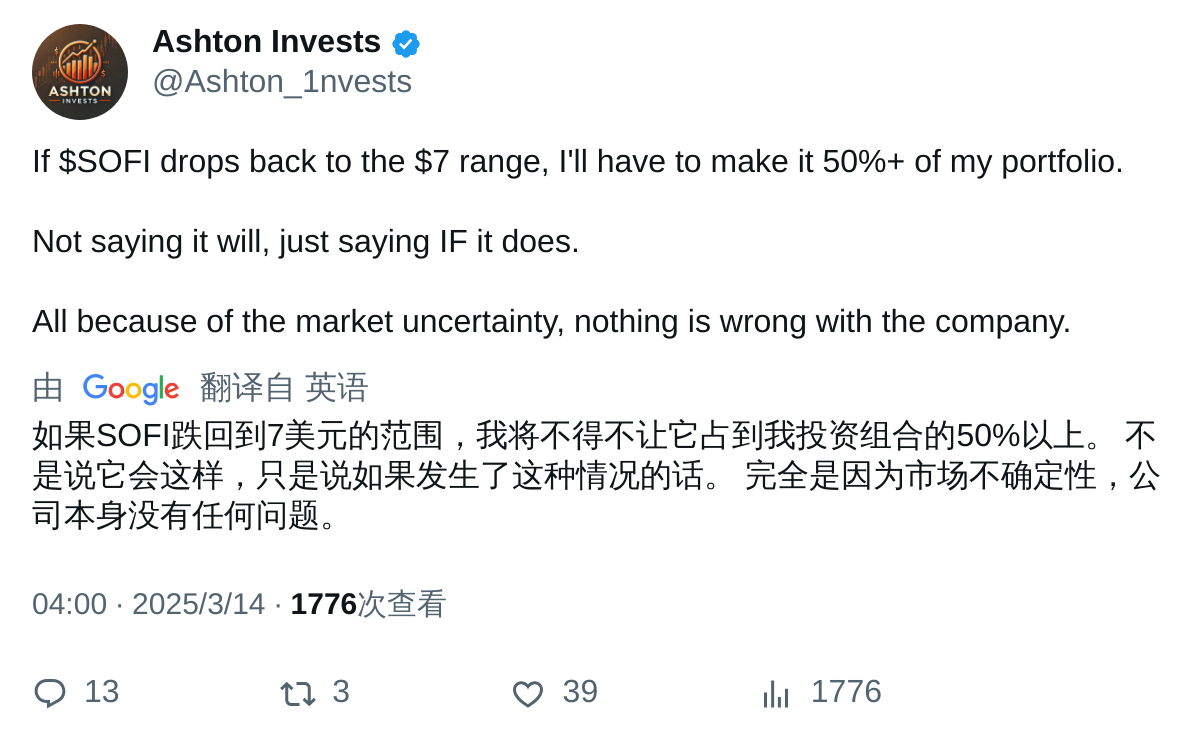 ASHTON
INVESTS
Ashton Invests
@Ashton_1nvests
If $SOFI drops back to the $7 range, I'll have to make it 50%+ of my portfolio.
Not saying it will, just saying IF it does.
All because of the market uncertainty, nothing is wrong with the company.
由 Google 翻译自 英语
如果SOFI跌回到7美元的范围，我将不得不让它占到我投资组合的50%以上。 不
是说它会这样，只是说如果发生了这种情况的话。 完全是因为市场不确定性，公
司本身没有任何问题。
04:00 · 2025/3/14 · 1776次查看
13 3 39 1776